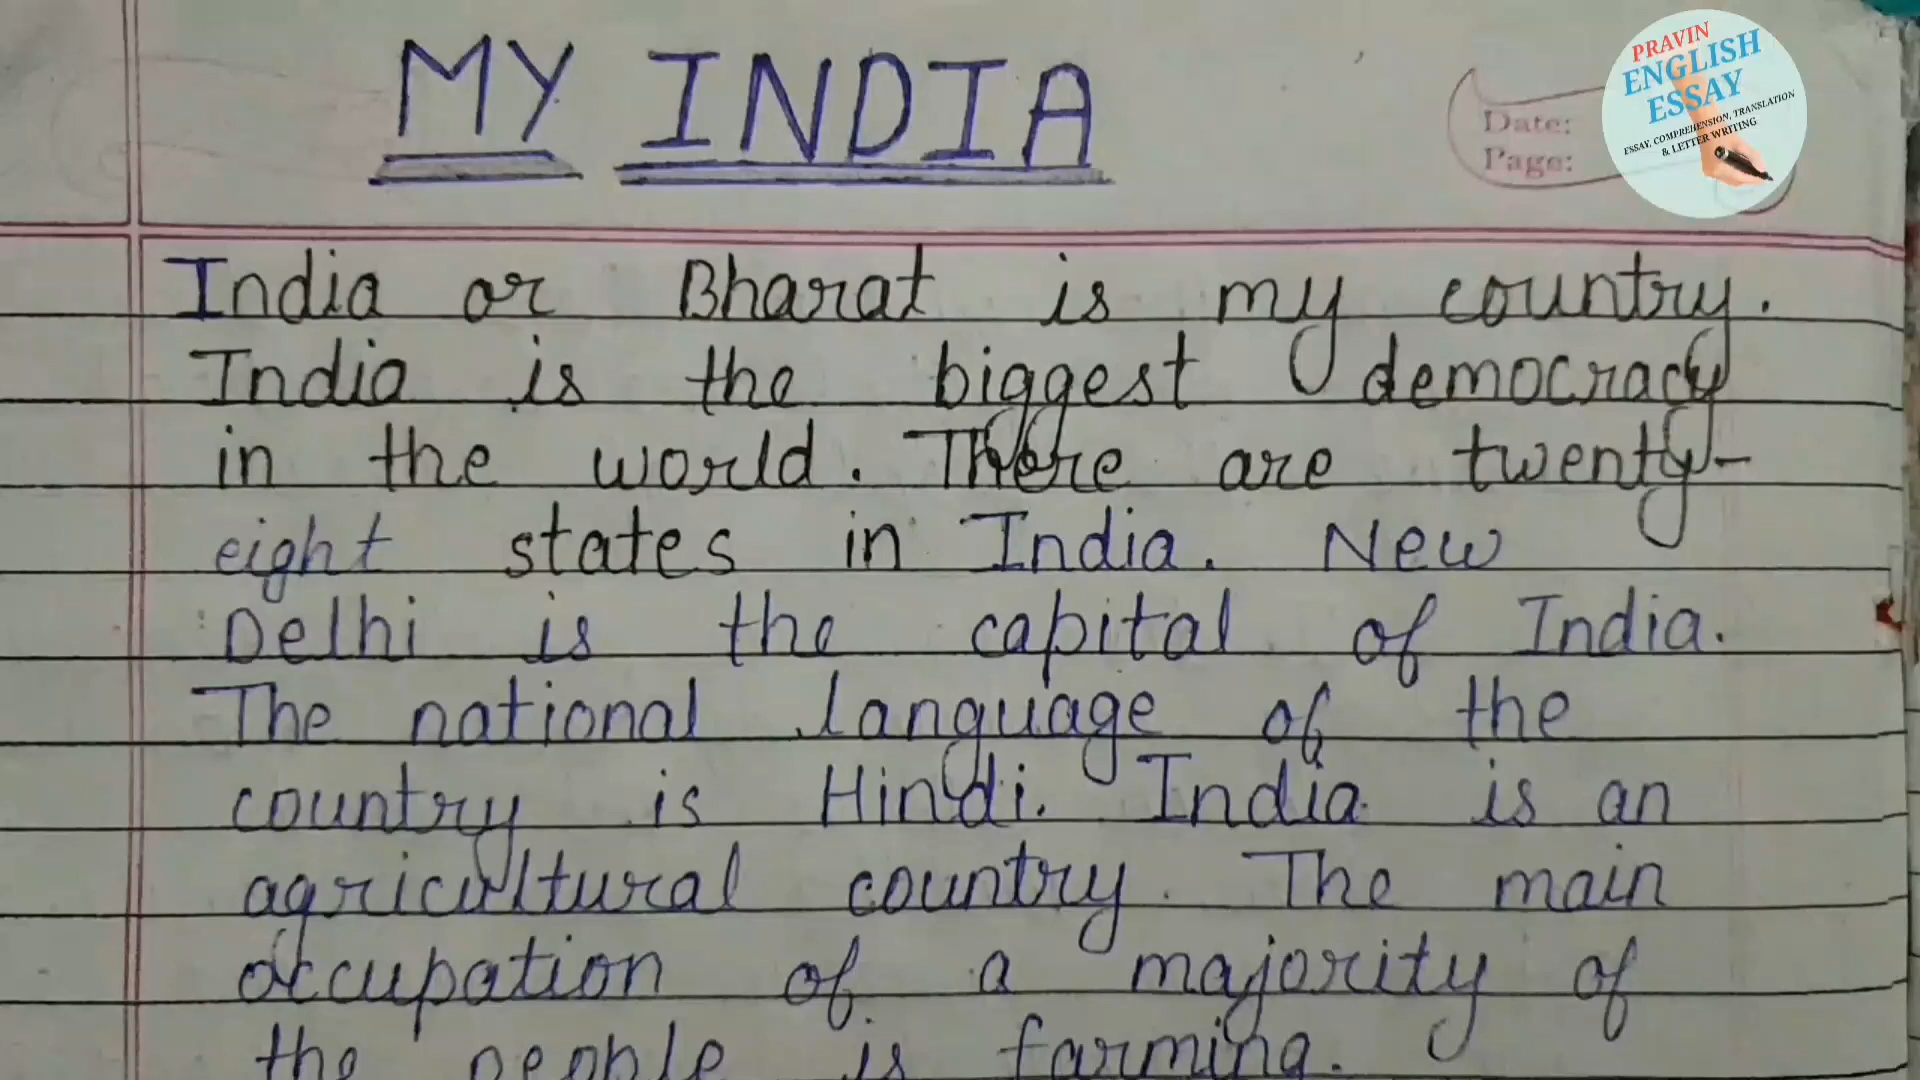 MY INDIA
PRAVIN
ENGLISH
ESSAY
ESSAY, COMPREHENSION, TRANSLATION
& LETTER WRITING
Date:
Page:
India or Bharat is my country.
India is the biggest democracy
in the world. There are twenty-
eight states in India. New
Delhi is the capital of India.
The national language of the
country is Hindi. India is an
agricultural country. The main
occupation of a majority of
the people is farming.